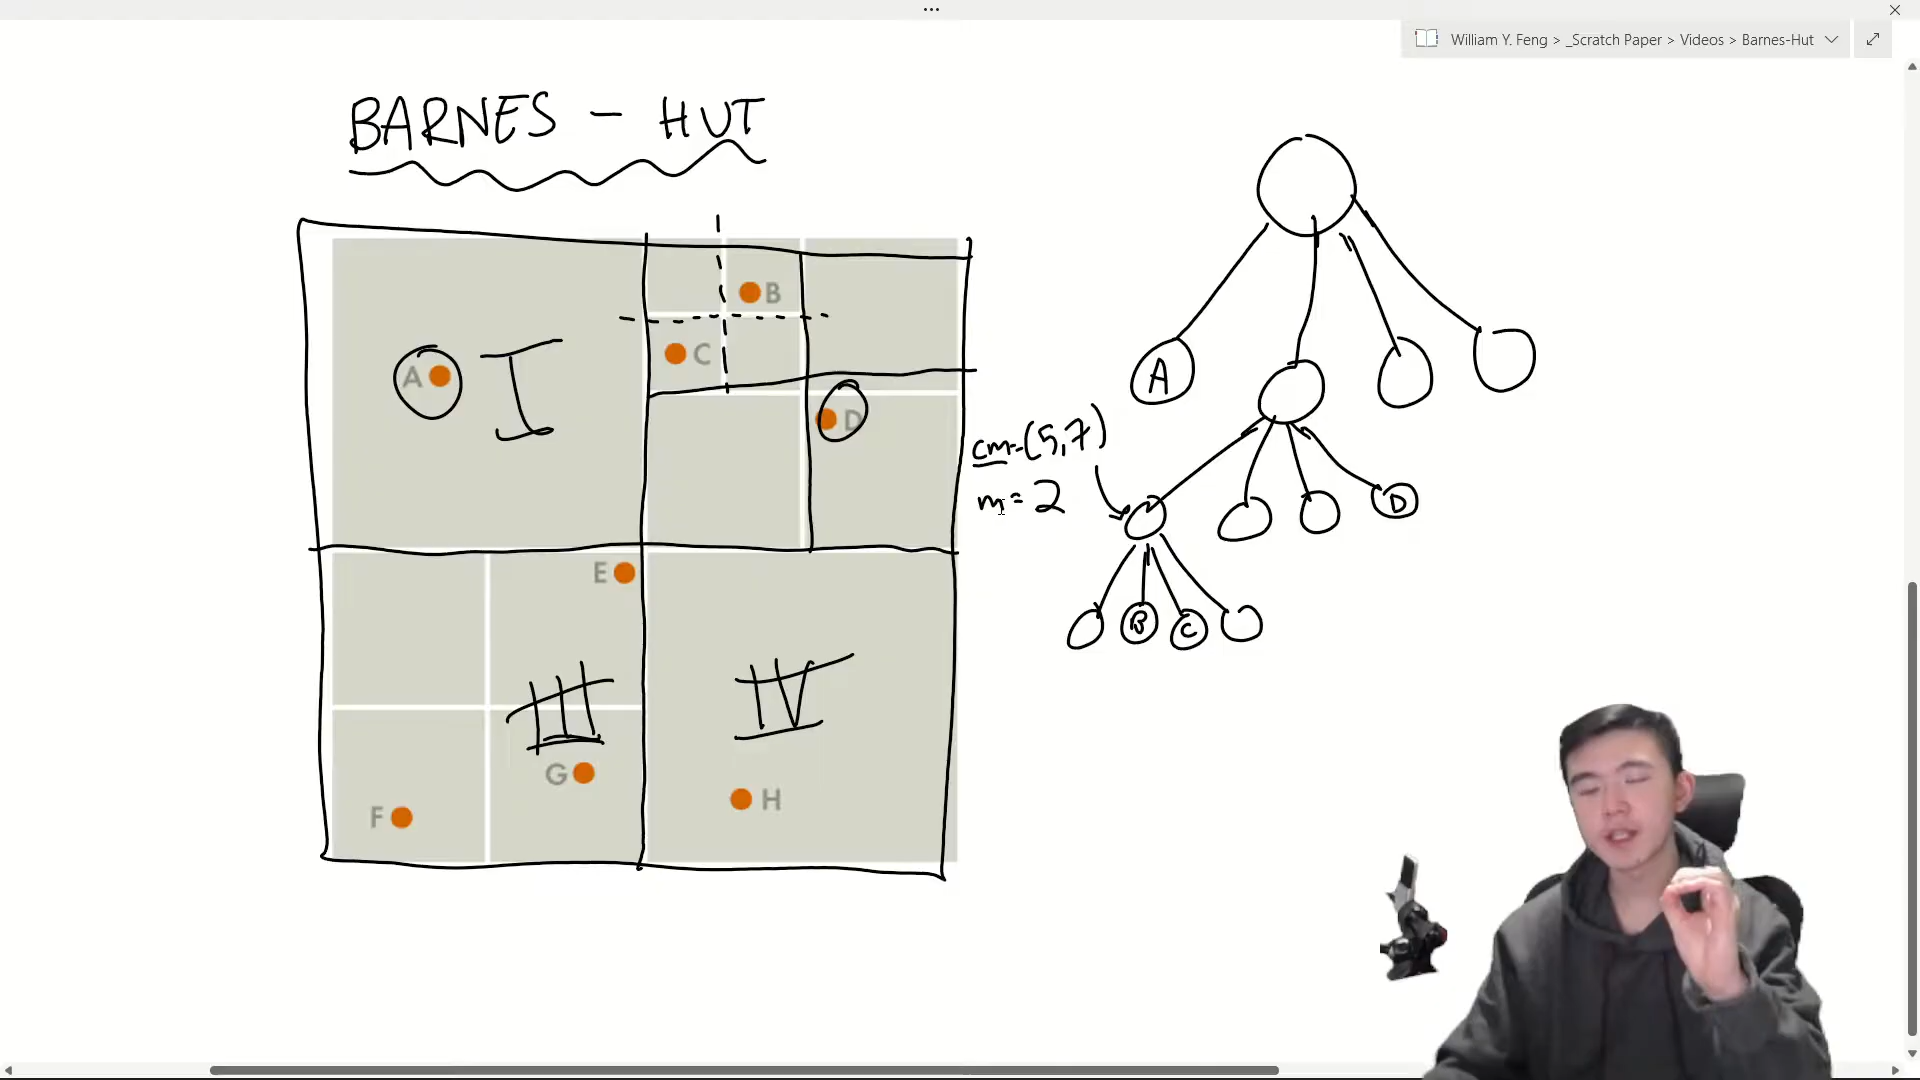 William Y. Feng > _Scratch Paper > Videos > Barnes-Hut
BARNES - HUT
B
C
A I
D
E
III
IV
G
H
F
A
cm=(5,7)
m=2
D
B
C